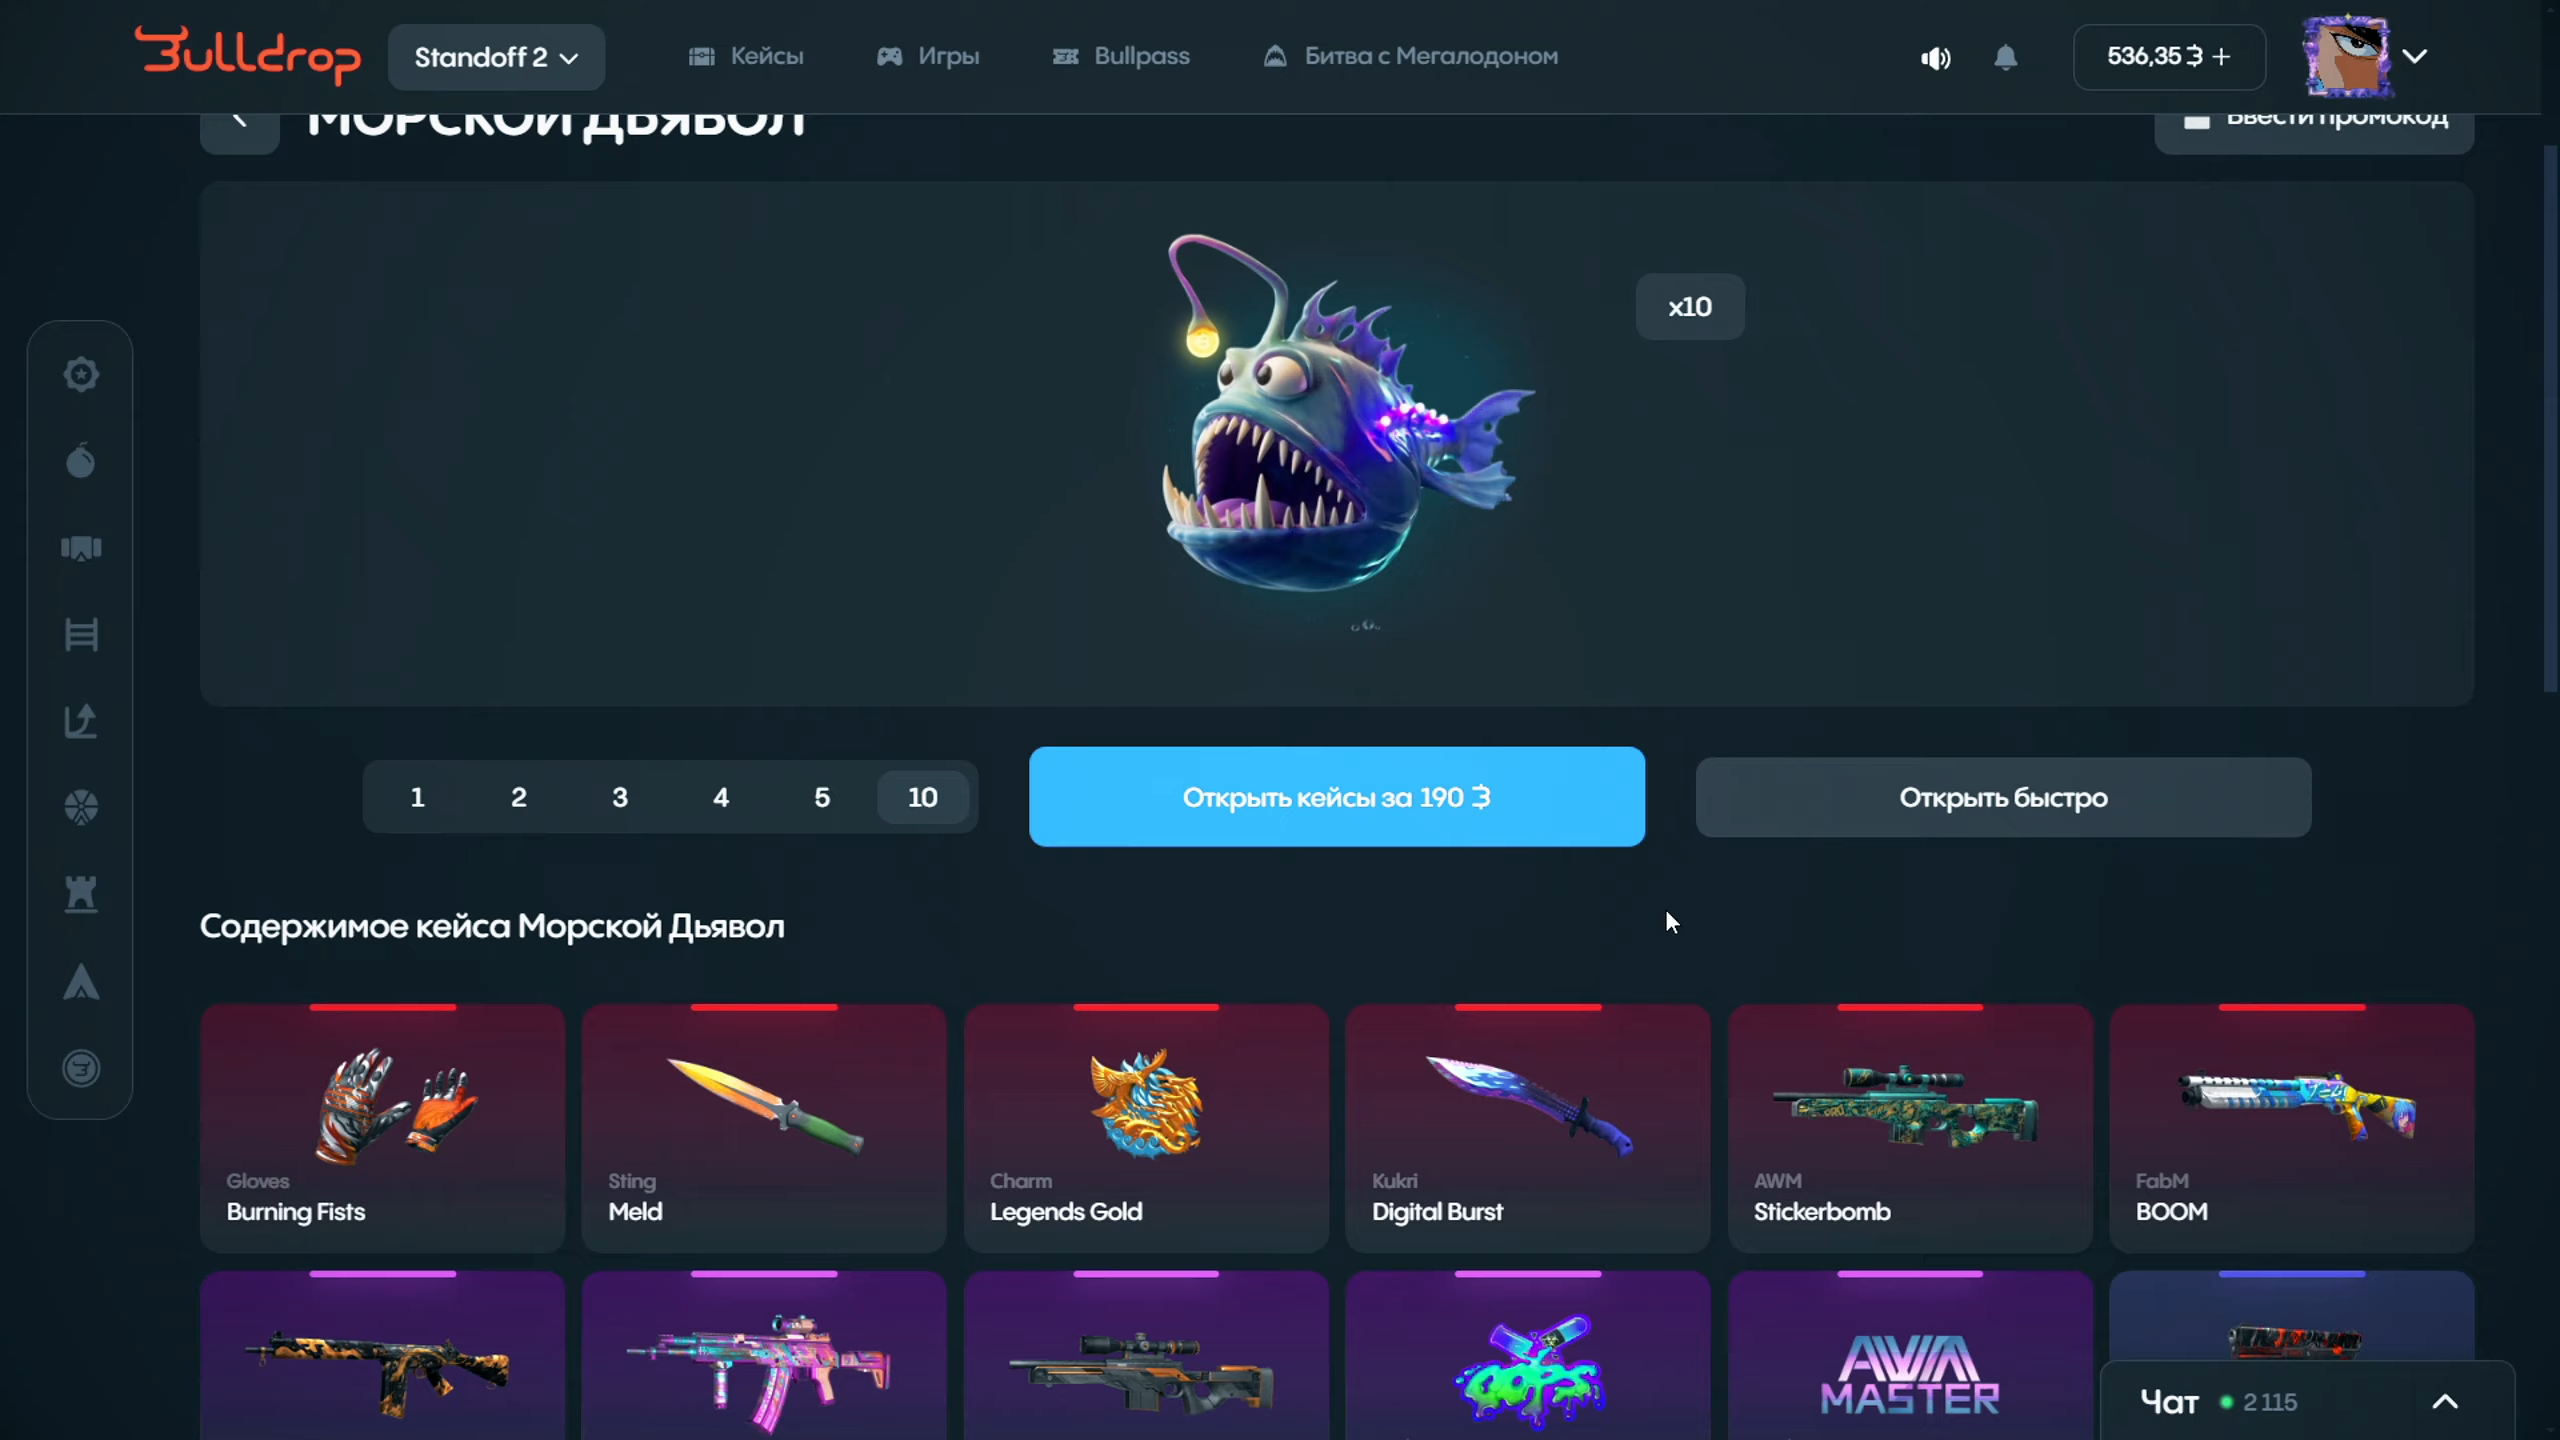 Bulldrop
Standoff 2
Кейсы
Игры
Bullpass
Битва с Мегалодоном
536,35
МОРСКОЙ ДЬЯВОЛ
Ввести промокод
x10
1 2 3 4 5 10
Открыть кейсы за 190
Открыть быстро
Содержимое кейса Морской Дьявол
Gloves
Burning Fists
Sting
Meld
Charm
Legends Gold
Kukri
Digital Burst
AWM
Stickerbomb
FabM
BOOM
AWM
MASTER
Чат 2 115